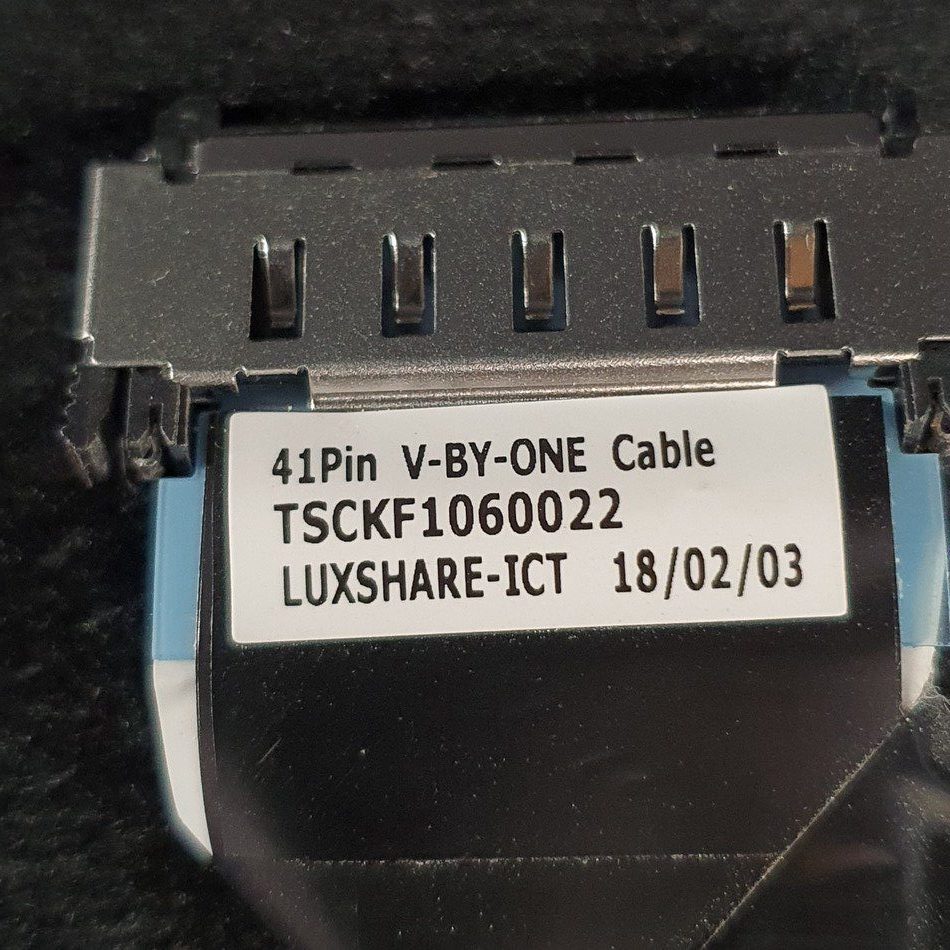 41Pin V-BY-ONE Cable
TSCKF1060022
LUXSHARE-ICT 18/02/03